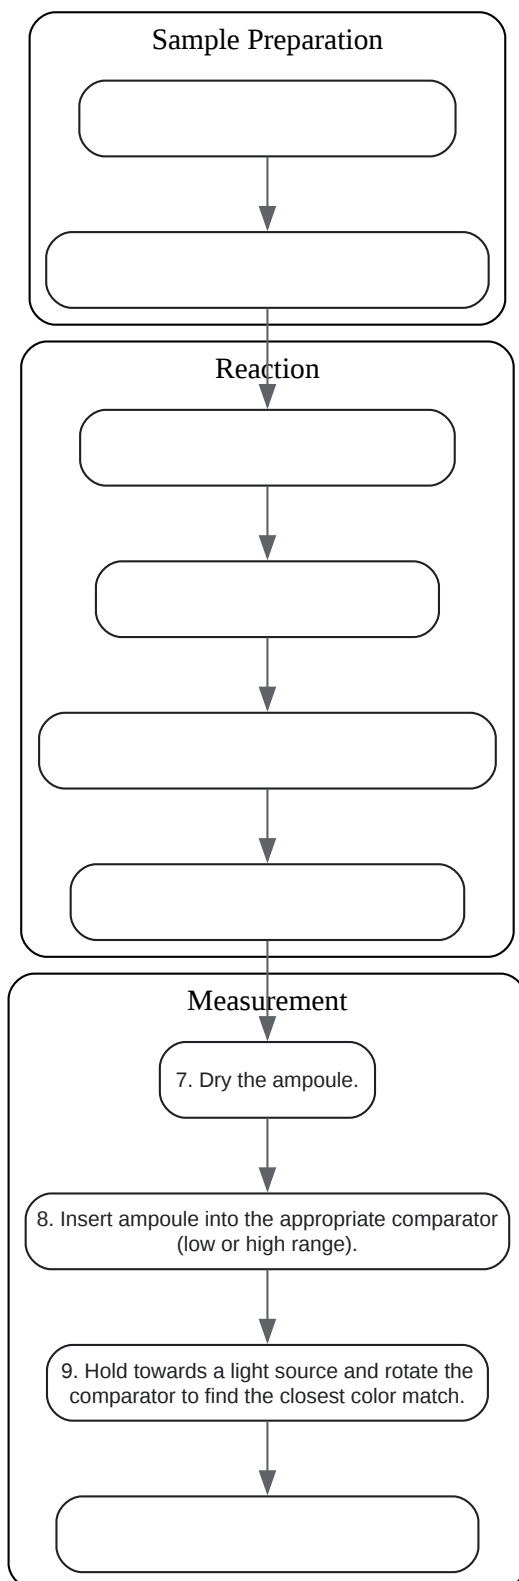 Sample Preparation
Reaction
Measurement
7. Dry the ampoule.
8. Insert ampoule into the appropriate comparator
(low or high range).
9. Hold towards a light source and rotate the
comparator to find the closest color match.